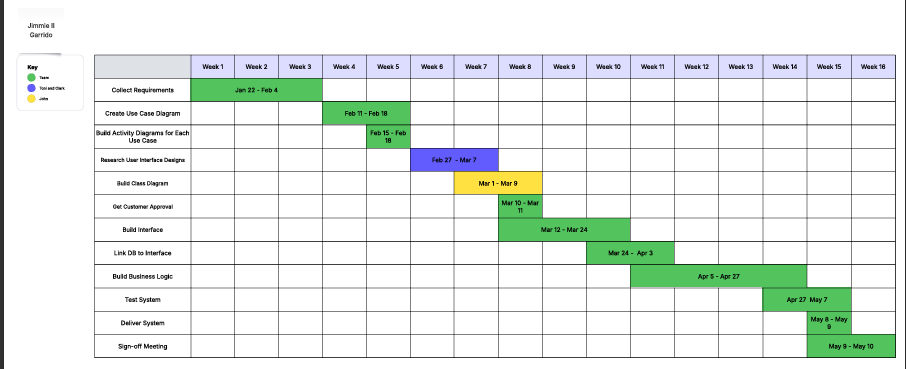 Jimmie II
Garrido
Key
Team
Toni and Clark
John
Week 1 Week 2 Week 3 Week 4 Week 5 Week 6 Week 7 Week 8 Week 9 Week 10 Week 11 Week 12 Week 13 Week 14 Week 15 Week 16
Collect Requirements Jan 22 - Feb 4
Create Use Case Diagram Feb 11 - Feb 18
Build Activity Diagrams for Each
Use Case
Feb 15 - Feb
18
Research User Interface Designs Feb 27 - Mar 7
Build Class Diagram Mar 1 - Mar 9
Get Customer Approval
Mar 10 - Mar
11
Build Interface Mar 12 - Mar 24
Link DB to Interface Mar 24 - Apr 3
Build Business Logic Apr 5 - Apr 27
Test System Apr 27 May 7
Deliver System
May 8 - May
9
Sign-off Meeting May 9 - May 10